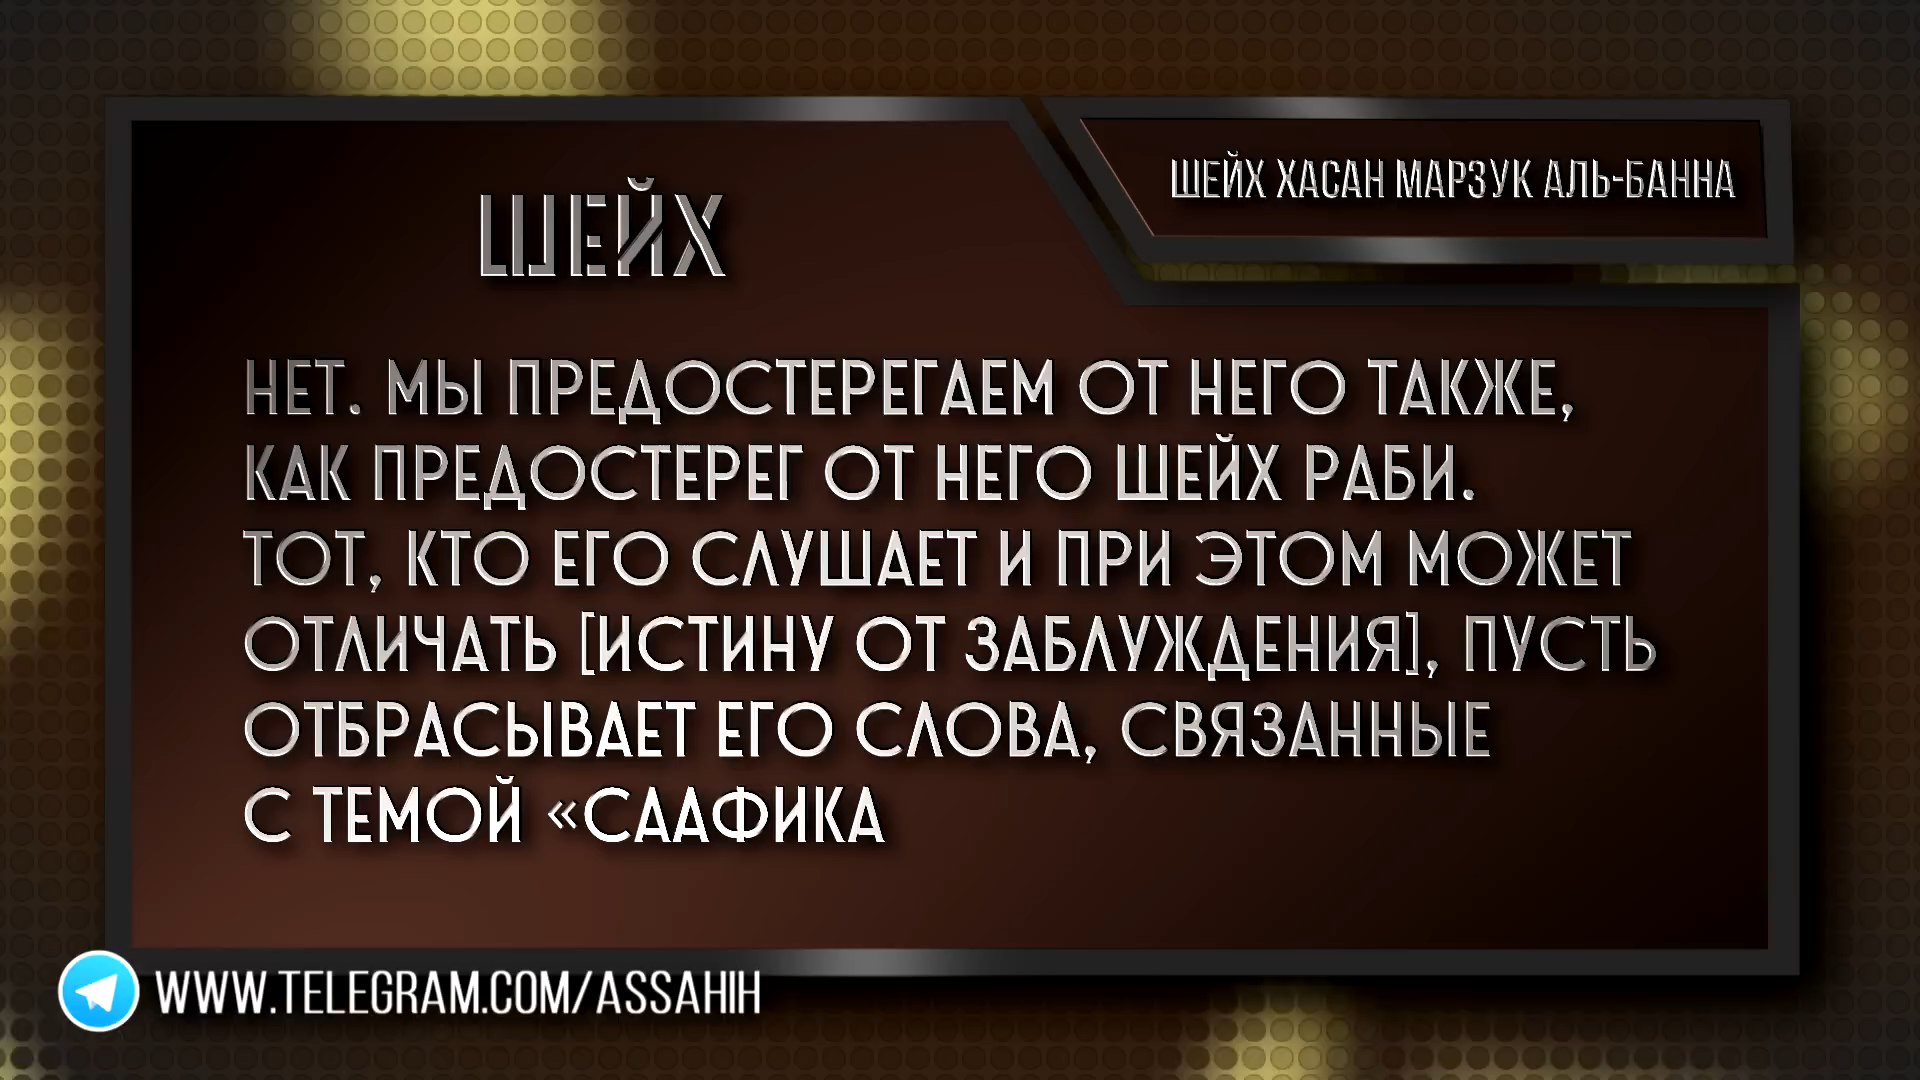 ШЕЙХ ХАСАН МАРЗУК АЛЬ-БАННА
ШЕЙХ
НЕТ. МЫ ПРЕДОСТЕРЕГАЕМ ОТ НЕГО ТАКЖЕ,
КАК ПРЕДОСТЕРЕГ ОТ НЕГО ШЕЙХ РАБИ.
ТОТ, КТО ЕГО СЛУШАЕТ И ПРИ ЭТОМ МОЖЕТ
ОТЛИЧАТЬ [ИСТИНУ ОТ ЗАБЛУЖДЕНИЯ], ПУСТЬ
ОТБРАСЫВАЕТ ЕГО СЛОВА, СВЯЗАННЫЕ
С ТЕМОЙ «СААФИКА
WWW.TELEGRAM.COM/ASSAHIH